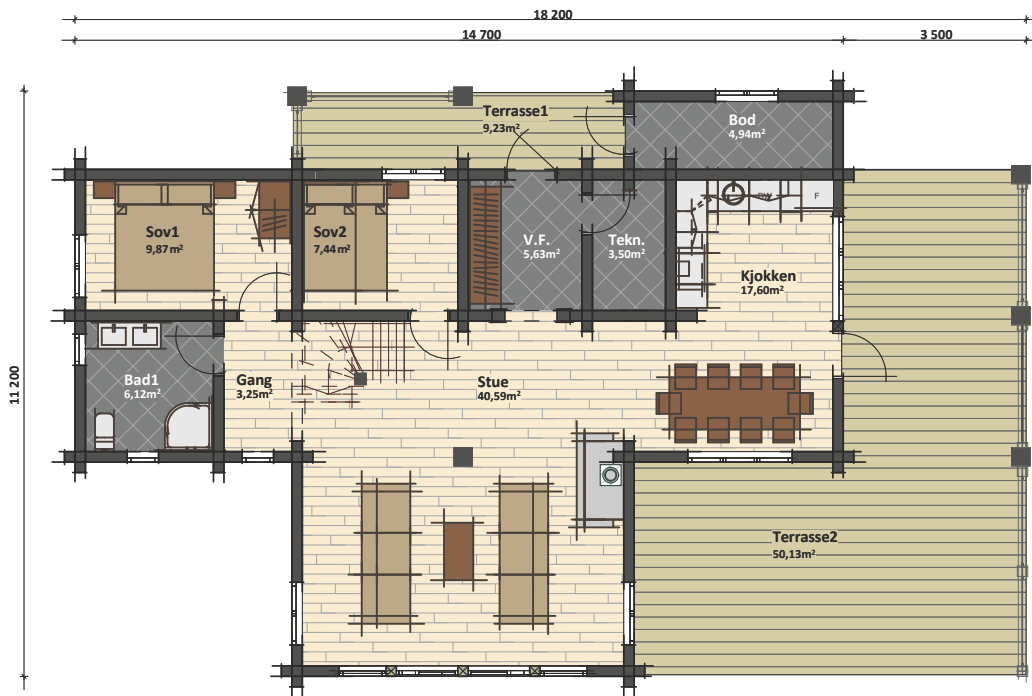 18 200
14 700
3 500
11 200
Terrasse1
9,23m²
Bod
4,94m²
Sov1
9,87m²
Sov2
7,44m²
V.F.
5,63m²
Tekn.
3,50m²
DW
F
Kjokken
17,60m²
Bad1
6,12m²
Gang
3,25m²
Stue
40,59m²
Terrasse2
50,13m²